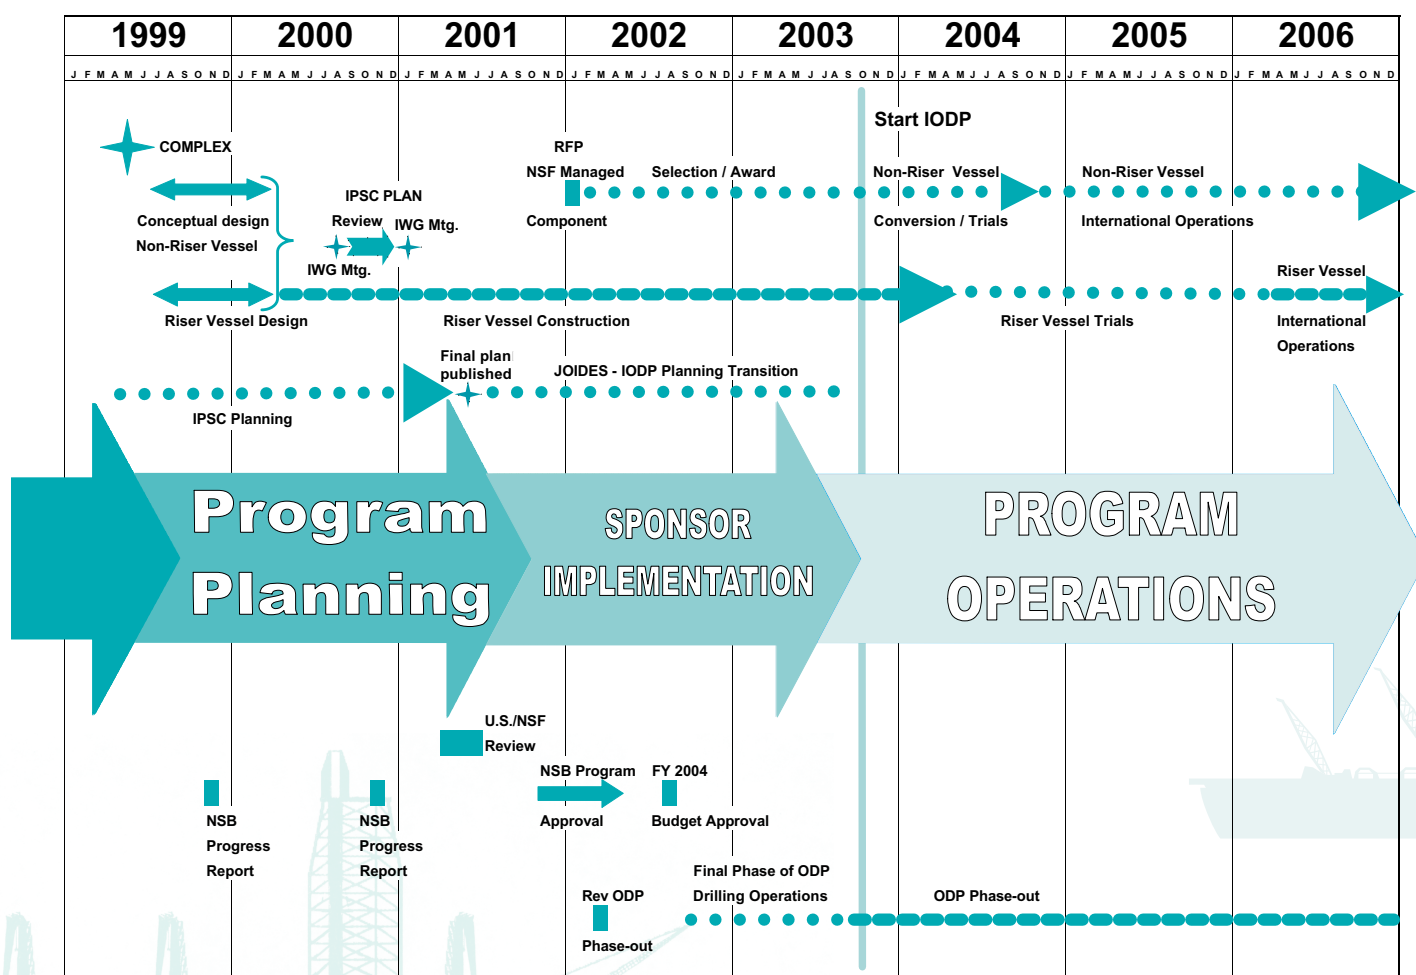 1999 2000 2001 2002 2003 2004 2005 2006
J F M A M J J A S O N D J F M A M J J A S O N D J F M A M J J A S O N D J F M A M J J A S O N D J F M A M J J A S O N D J F M A M J J A S O N D J F M A M J J A S O N D J F M A M J J A S O N D
Start IODP
COMPLEX
RFP
NSF Managed
Component
Selection / Award
Non-Riser Vessel
Conversion / Trials
Non-Riser Vessel
International Operations
Conceptual design
Non-Riser Vessel
IPSC PLAN
Review
IWG Mtg.
IWG Mtg.
Riser Vessel Design
Riser Vessel Construction
Riser Vessel Trials
Riser Vessel
International
Operations
Final plan
published
JOIDES - IODP Planning Transition
IPSC Planning
Program
Planning
SPONSOR
IMPLEMENTATION
PROGRAM
OPERATIONS
U.S./NSF
Review
NSB Program
Approval
FY 2004
Budget Approval
NSB
Progress
Report
NSB
Progress
Report
Final Phase of ODP
Drilling Operations
Rev ODP
Phase-out
ODP Phase-out